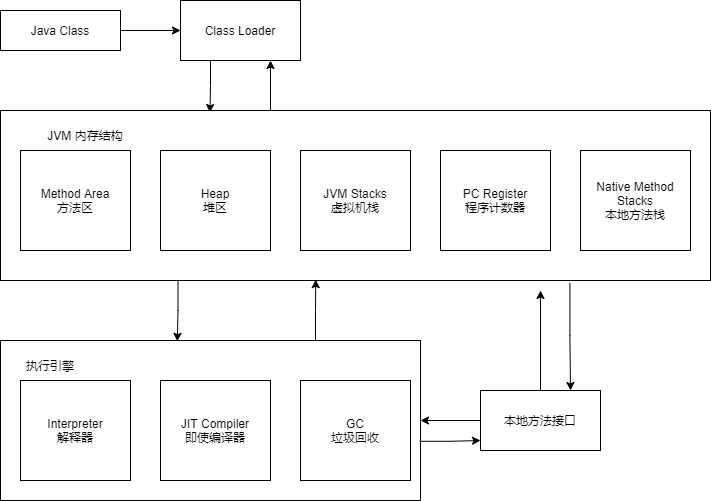 Java Class
Class Loader
JVM 内存结构
Method Area
方法区
Heap
堆区
JVM Stacks
虚拟机栈
PC Register
程序计数器
Native Method
Stacks
本地方法栈
执行引擎
Interpreter
解释器
JIT Compiler
即使编译器
GC
垃圾回收
本地方法接口